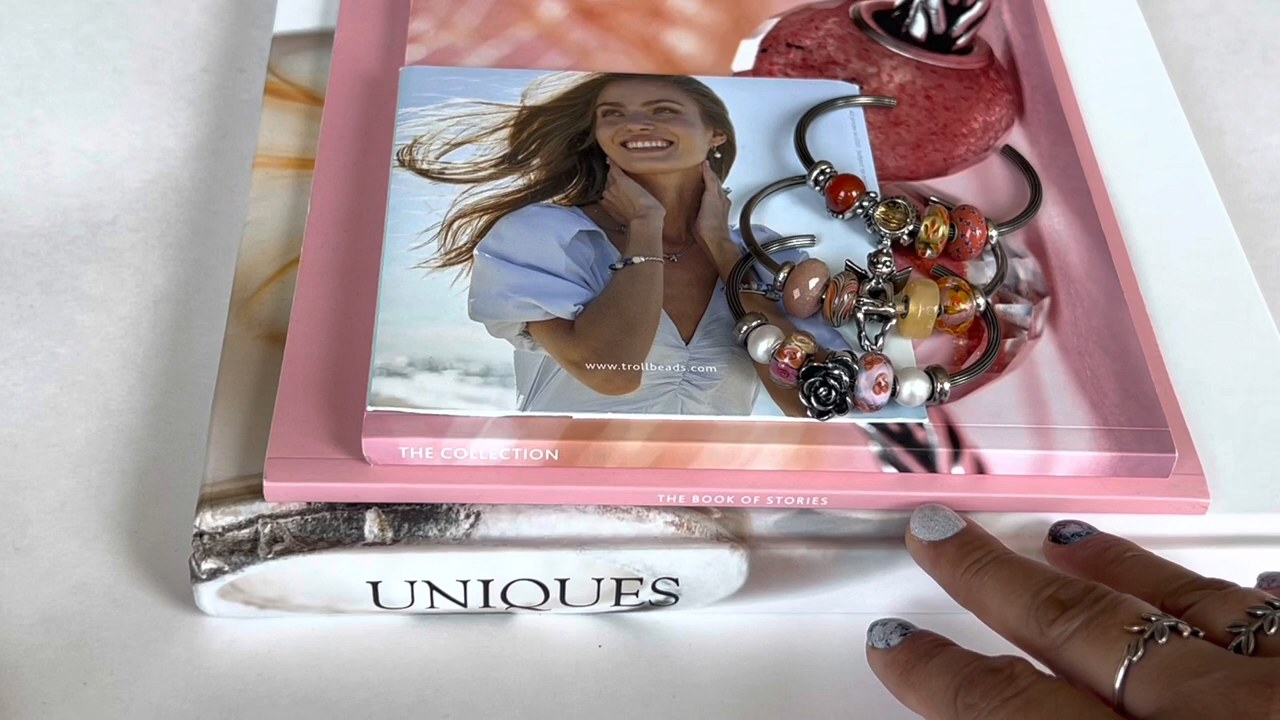 www.trollbeads.com
THE COLLECTION
THE BOOK OF STORIES
UNIQUES